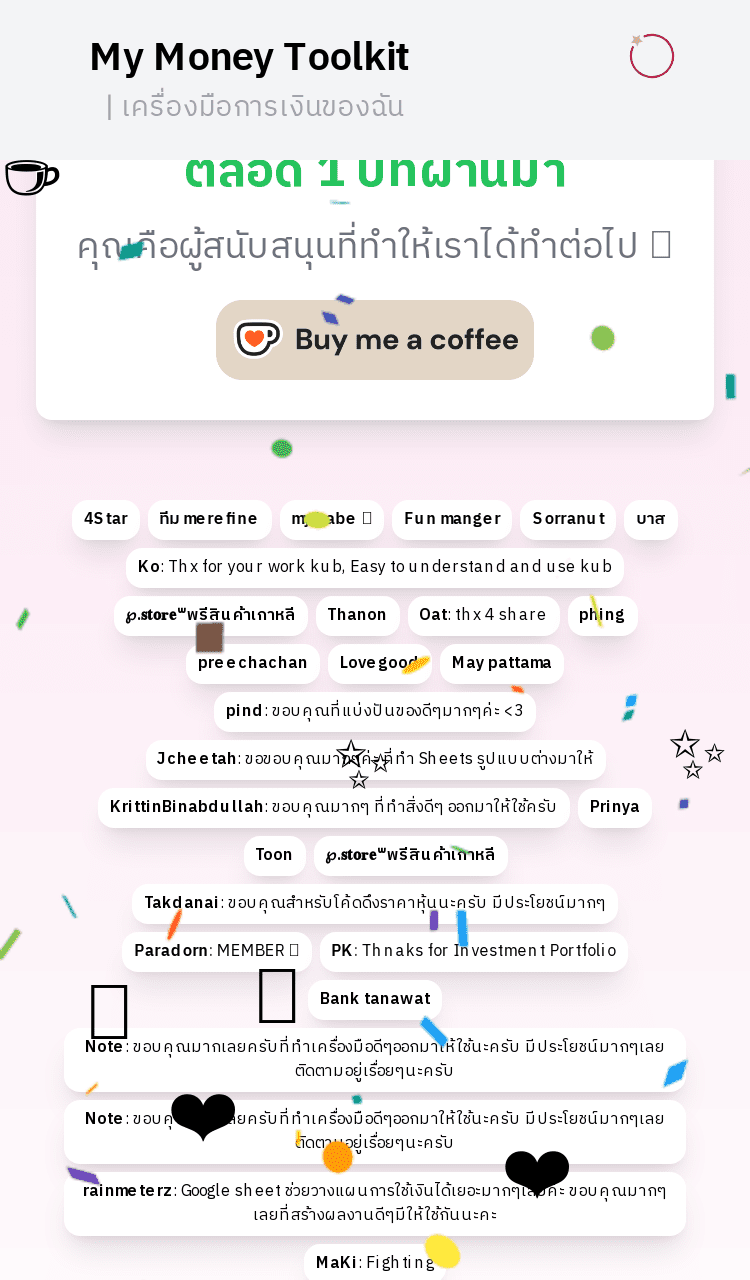 My Money Toolkit
| เครื่องมือการเงินของฉัน
ตลอด 1 ปีที่ผ่านมา
คุณคือผู้สนับสนุนที่ทำให้เราได้ทำต่อไป
Buy me a coffee
4Star ทีม merefine Fun manger Sorranut บาส
Ko: Thx for your work kub, Easy to understand and use kub
℘.𝐬𝐭𝐨𝐫𝐞ᐢพรีสินค้าเกาหลี Thanon Oat: thx4share phing
preechachan Lovegood May pattama
pind: ขอบคุณที่แบ่งปันของดีๆมากๆค่ะ <3
Jcheetah: ขอขอบคุณมากค่ะที่ทำ Sheets รูปแบบต่างมาให้
KrittinBinabdullah: ขอบคุณมากๆ ที่ทำสิ่งดีๆ ออกมาให้ใช้ครับ Prinya
Toon ℘.𝐬𝐭𝐨𝐫𝐞ᐢพรีสินค้าเกาหลี
Takdanai: ขอบคุณสำหรับโค้ดดึงราคาหุ้นนะครับ มีประโยชน์มากๆ
Paradorn: MEMBER PK: Thnaks for Investment Portfolio
Bank tanawat
Note: ขอบคุณมากเลยครับที่ทำเครื่องมือดีๆออกมาให้ใช้นะครับ มีประโยชน์มากๆเลย
ติดตามอยู่เรื่อยๆนะครับ
Note: ขอบคุณมากเลยครับที่ทำเครื่องมือดีๆออกมาให้ใช้นะครับ มีประโยชน์มากๆเลย
ติดตามอยู่เรื่อยๆนะครับ
rainmeterz: Google sheet ช่วยวางแผนการใช้เงินได้เยอะมากๆเลยค่ะ ขอบคุณมากๆ
เลยที่สร้างผลงานดีๆมีให้ใช้กันนะคะ
MaKi: Fighting